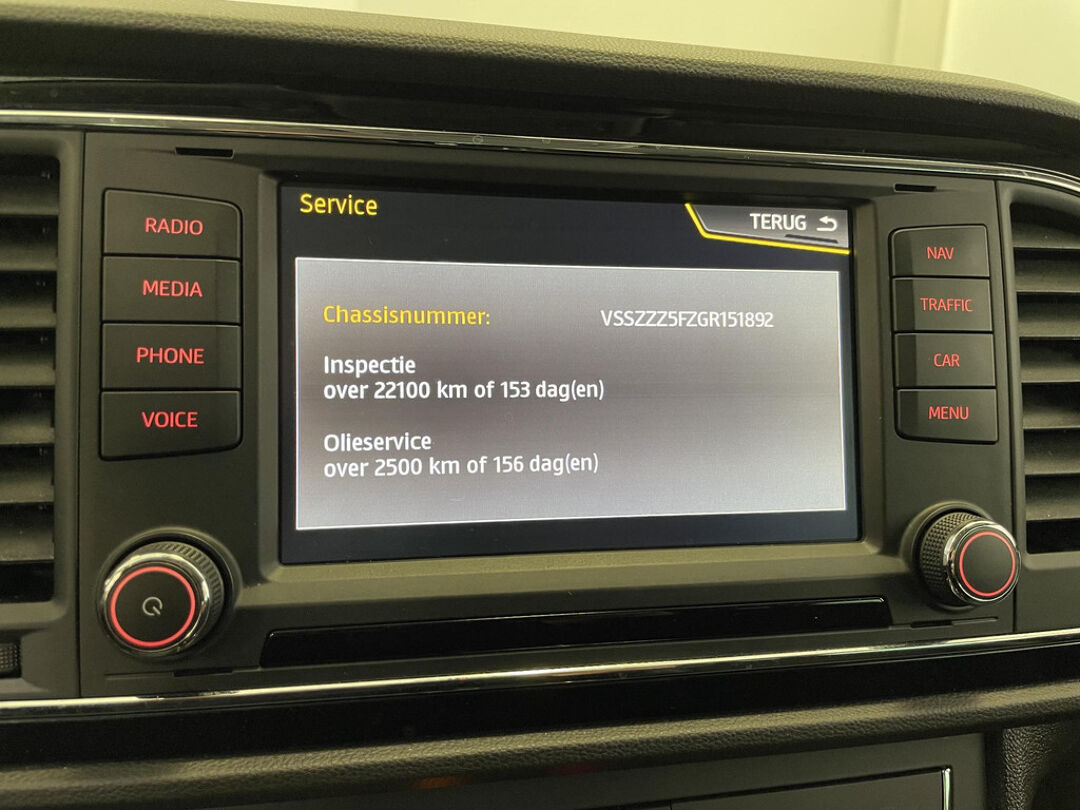 Service
TERUG
RADIO
MEDIA
PHONE
VOICE
Chassisnummer: VSSZZZ5FZGR151892
Inspectie
over 22100 km of 153 dag(en)
Olieservice
over 2500 km of 156 dag(en)
NAV
TRAFFIC
CAR
MENU